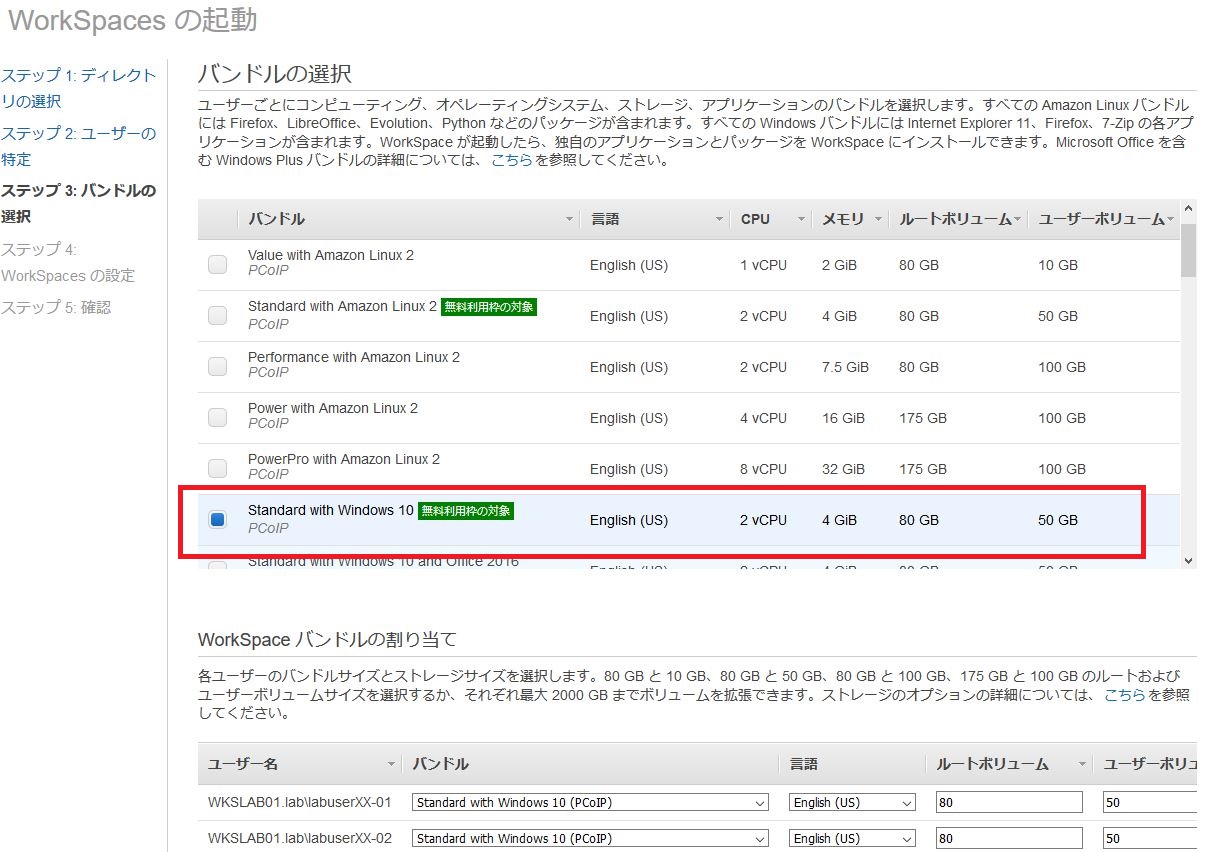 WorkSpaces の起動
ステップ 1: ディレクト
リの選択
ステップ 2: ユーザーの
特定
ステップ 3: バンドルの
選択
ステップ 4:
WorkSpaces の設定
ステップ 5: 確認
バンドルの選択
ユーザーごとにコンピューティング、オペレーティングシステム、ストレージ、アプリケーションのバンドルを選択します。すべての Amazon Linux バンドル
には Firefox、LibreOffice、Evolution、Python などのパッケージが含まれます。すべての Windows バンドルには Internet Explorer 11、Firefox、7-Zip の各アプ
リケーションが含まれます。WorkSpace が起動したら、独自のアプリケーションとパッケージを WorkSpace にインストールできます。Microsoft Office を含
む Windows Plus バンドルの詳細については、こちらを参照してください。
バンドル 言語 CPU メモリ ルートボリューム ユーザーボリューム
Value with Amazon Linux 2
PCoIP
English (US) 1 vCPU 2 GiB 80 GB 10 GB
Standard with Amazon Linux 2 無料利用枠の対象
PCoIP
English (US) 2 vCPU 4 GiB 80 GB 50 GB
Performance with Amazon Linux 2
PCoIP
English (US) 2 vCPU 7.5 GiB 80 GB 100 GB
Power with Amazon Linux 2
PCoIP
English (US) 4 vCPU 16 GiB 175 GB 100 GB
PowerPro with Amazon Linux 2
PCoIP
English (US) 8 vCPU 32 GiB 175 GB 100 GB
Standard with Windows 10 無料利用枠の対象
PCoIP
English (US) 2 vCPU 4 GiB 80 GB 50 GB
Standard with Windows 10 and Office 2016
English (US) 2 vCPU 4 GiB 80 GB 50 GB
WorkSpace バンドルの割り当て
各ユーザーのバンドルサイズとストレージサイズを選択します。80 GB と 10 GB、80 GB と 50 GB、80 GB と 100 GB、175 GB と 100 GB のルートおよび
ユーザーボリュームサイズを選択するか、それぞれ最大 2000 GB までボリュームを拡張できます。ストレージのオプションの詳細については、こちらを参照
してください。
ユーザー名 バンドル 言語 ルートボリューム ユーザーボリュ
WKSLAB01.lab\labuserXX-01 Standard with Windows 10 (PCoIP) English (US) 80 50
WKSLAB01.lab\labuserXX-02 Standard with Windows 10 (PCoIP) English (US) 80 50